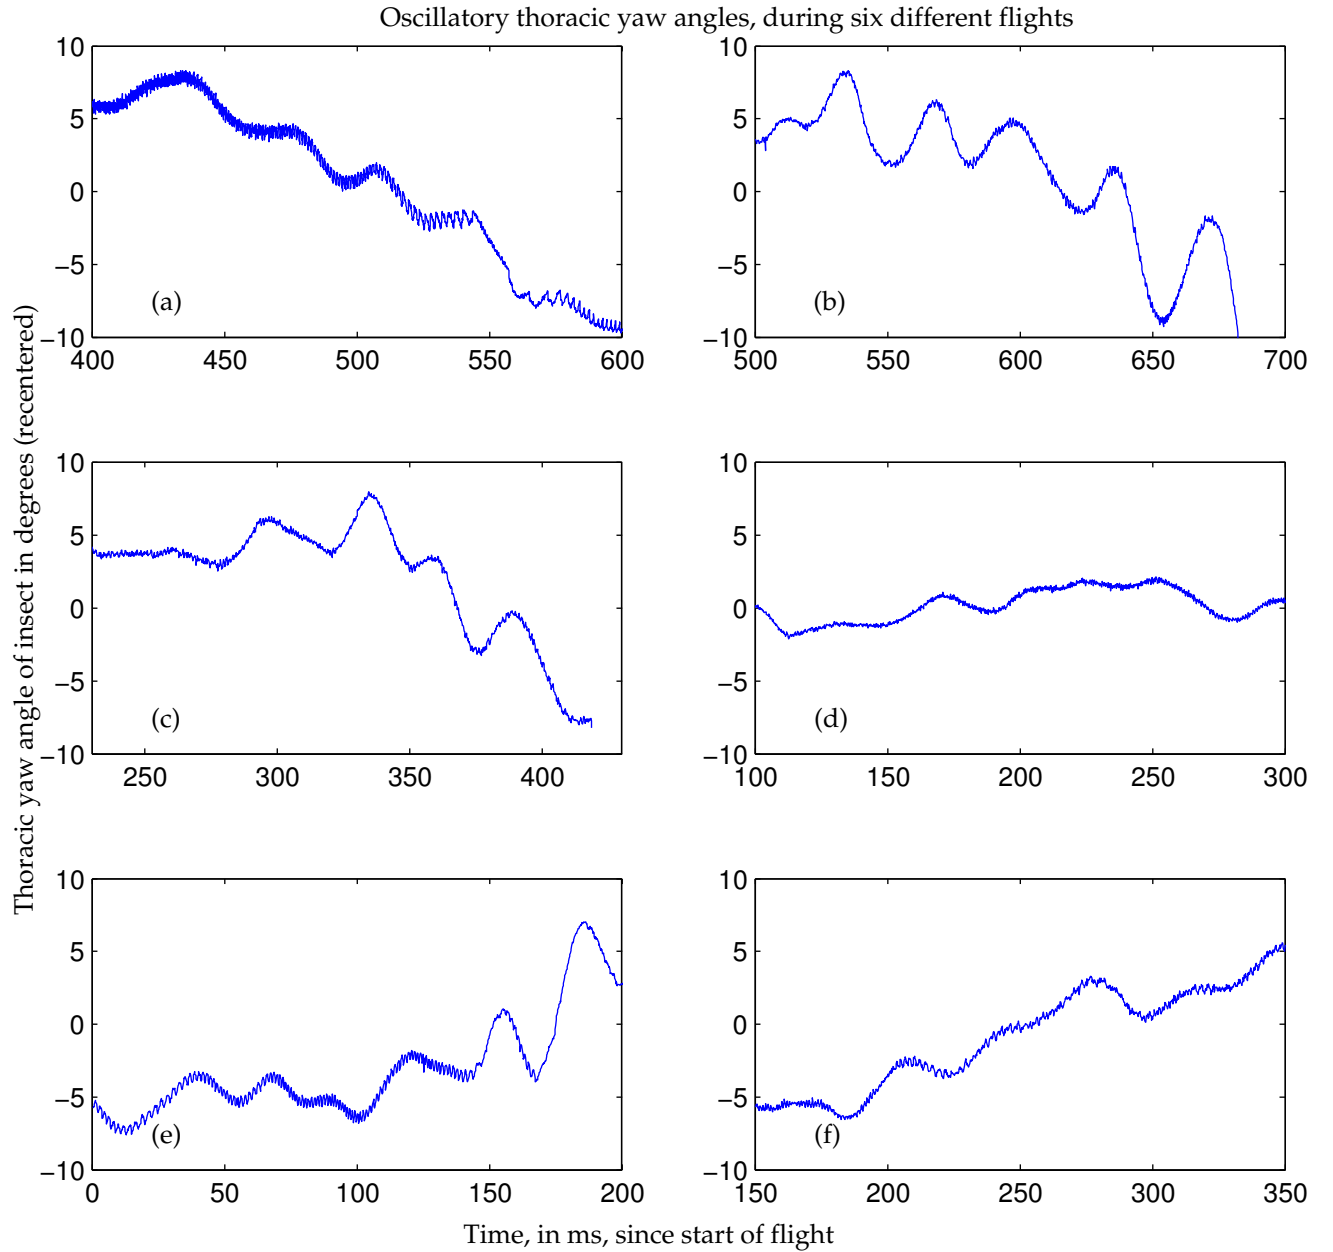 Oscillatory thoracic yaw angles, during six different flights
Thoracic yaw angle of insect in degrees (recentered)
10
5
0
−5
−10
(a)
400 450 500 550 600
10
5
0
−5
−10
(b)
500 550 600 650 700
10
5
0
−5
−10
(c)
250 300 350 400
10
5
0
−5
−10
(d)
100 150 200 250 300
10
5
0
−5
−10
(e)
0 50 100 150 200
10
5
0
−5
−10
(f)
150 200 250 300 350
Time, in ms, since start of flight